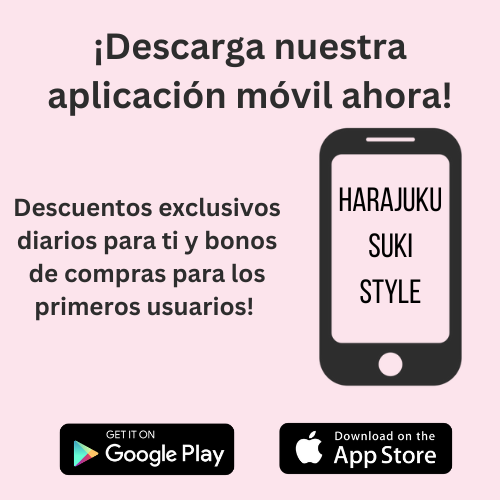 ¡Descarga nuestra
aplicación móvil ahora!
Descuentos exclusivos
diarios para ti y bonos
de compras para los
primeros usuarios!
HARAJUKU
SUKI
STYLE
GET IT ON
Google Play
Download on the
App Store